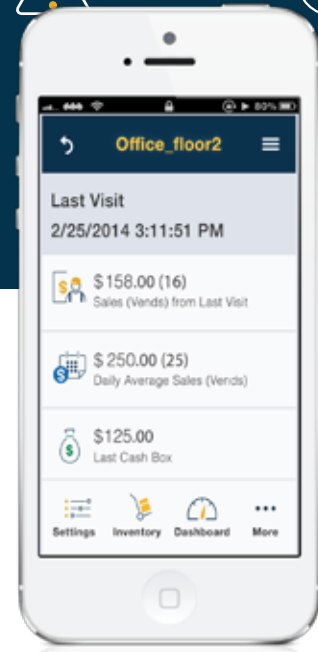 80%
Office_floor2
Last Visit
2/25/2014 3:11:51 PM
$158.00 (16)
Sales (Vends) from Last Visit
$250.00 (25)
Daily Average Sales (Vends)
$125.00
Last Cash Box
Settings Inventory Dashboard More